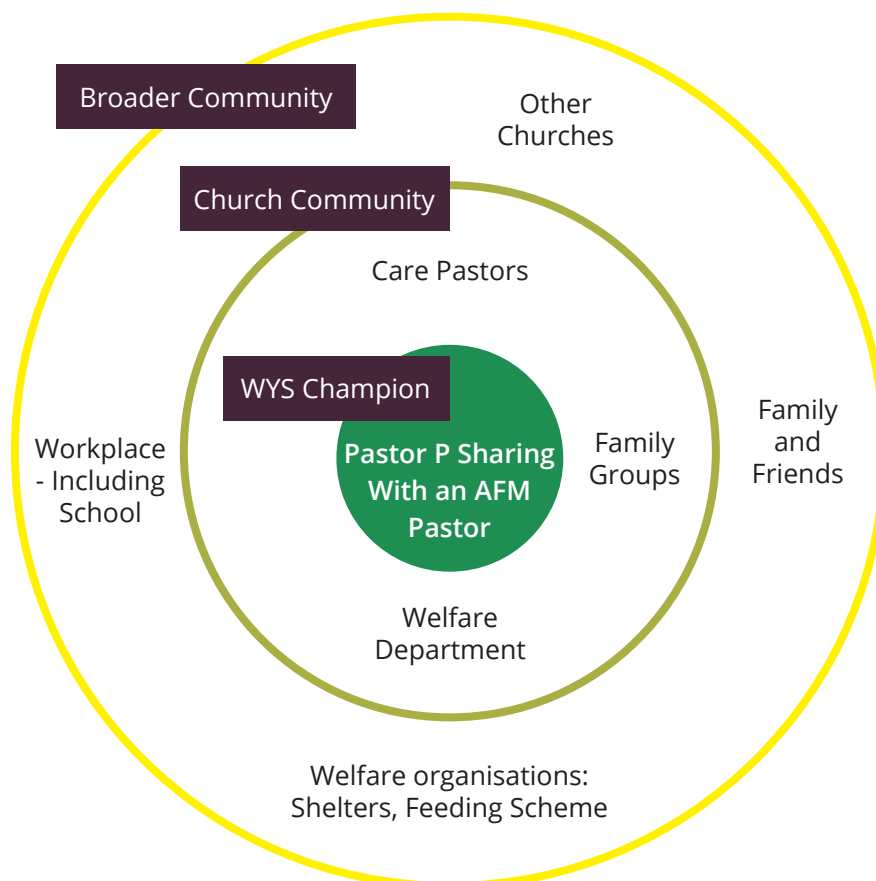 Broader Community
Other
Churches
Church Community
Care Pastors
WYS Champion
Pastor P Sharing
With an AFM
Pastor
Workplace
- Including
School
Family
Groups
Family
and
Friends
Welfare
Department
Welfare organisations:
Shelters, Feeding Scheme